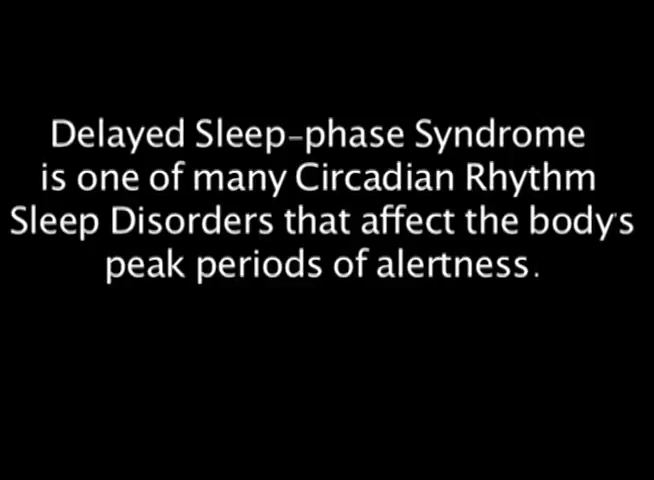 Delayed Sleep-phase Syndrome
is one of many Circadian Rhythm
Sleep Disorders that affect the body's
peak periods of alertness.